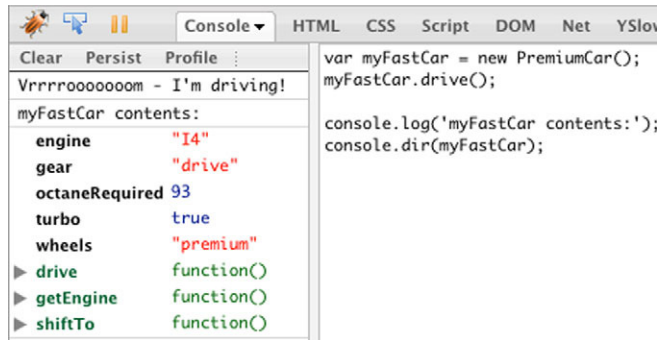 Console HTML CSS Script DOM Net YSlow
Clear Persist Profile
Vrrrrooooooom - I'm driving!
myFastCar contents:
engine "I4"
gear "drive"
octaneRequired 93
turbo true
wheels "premium"
drive function()
getEngine function()
shiftTo function()
var myFastCar = new PremiumCar();
myFastCar.drive();
console.log('myFastCar contents:');
console.dir(myFastCar);